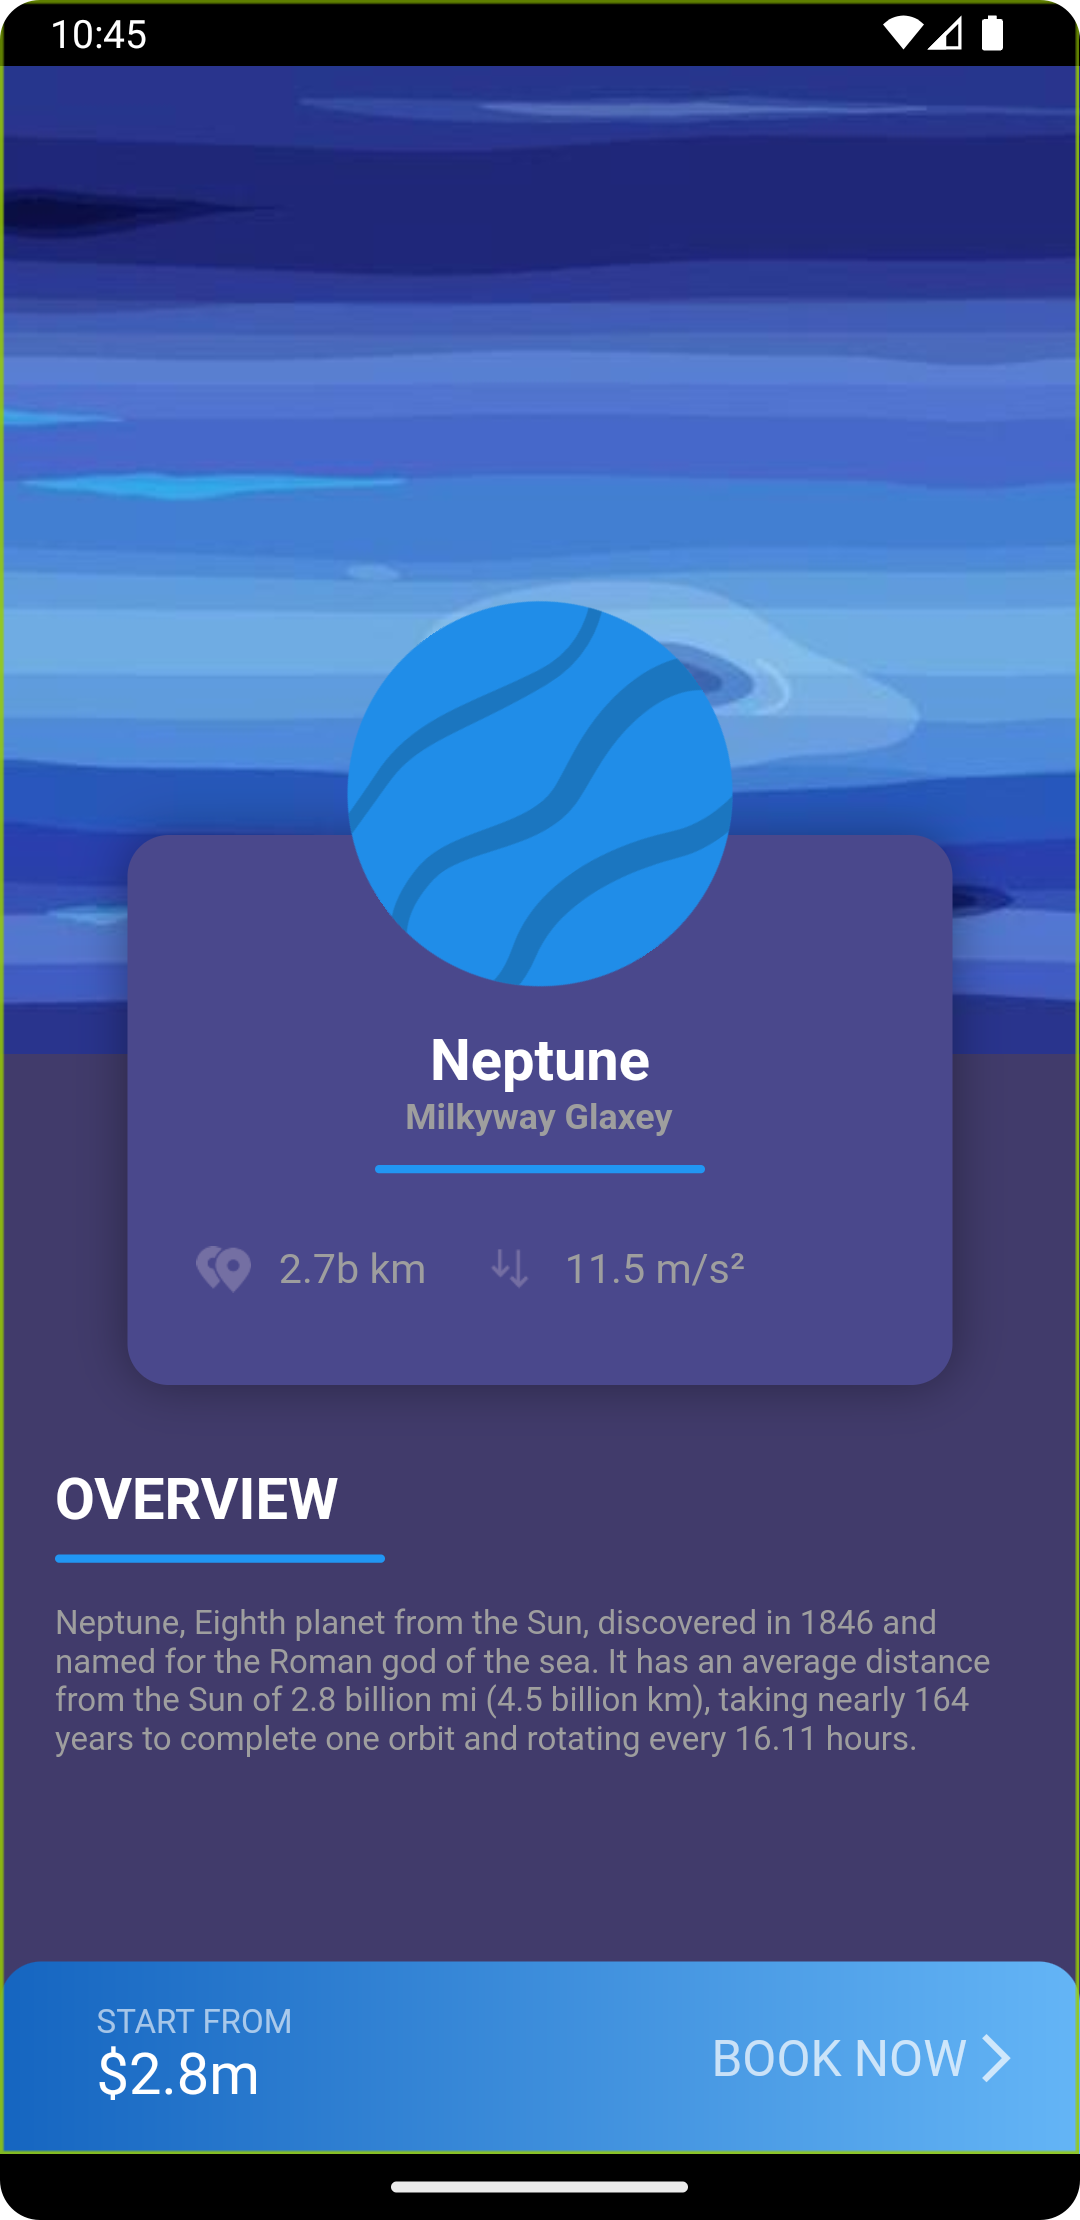 10:45
Neptune
Milkyway Glaxey
2.7b km
11.5 m/s²
OVERVIEW
Neptune, Eighth planet from the Sun, discovered in 1846 and
named for the Roman god of the sea. It has an average distance
from the Sun of 2.8 billion mi (4.5 billion km), taking nearly 164
years to complete one orbit and rotating every 16.11 hours.
START FROM
$2.8m
BOOK NOW